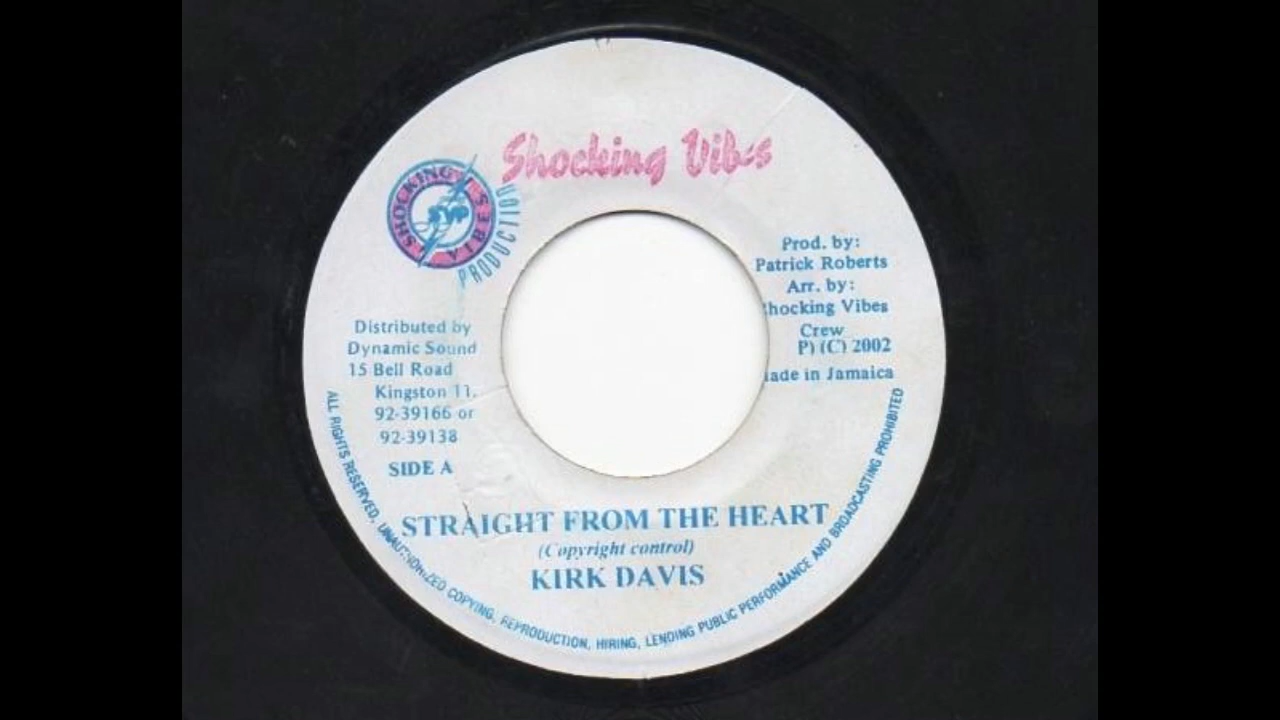 Shocking Vibes
SHOCKING VIBES
SVP
PRODUCTION
Prod. by:
Patrick Roberts
Arr. by:
Shocking Vibes
Crew
P) (C) 2002
ade in Jamaica
Distributed by
Dynamic Sound
15 Bell Road
Kingston 11.
92-39166 or
92-39138
SIDE A
STRAIGHT FROM THE HEART
(Copyright control)
KIRK DAVIS
ALL RIGHTS RESERVED, UNAUTHORIZED COPYING, REPRODUCTION, HIRING, LENDING PUBLIC PERFORMANCE AND BROADCASTING PROHIBITED